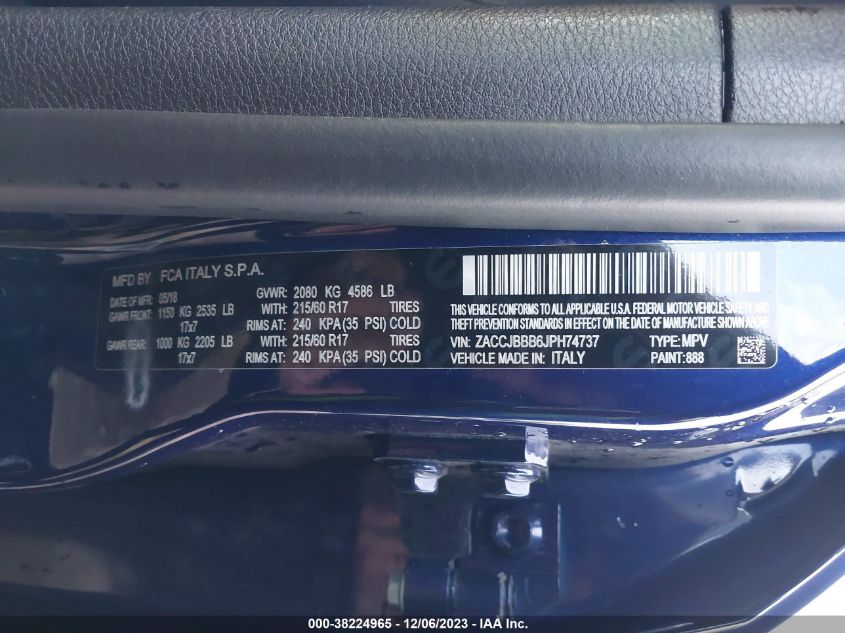 MFD BY FCA ITALY S.P.A.
DATE OF MFR 05/18 GVWR: 2080 KG 4586 LB
GAWR FRONT: 1150 KG 2535 LB WITH: 215/60 R17 TIRES
17x7 RIMS AT: 240 KPA(35 PSI) COLD
GAWR REAR: 1000 KG 2205 LB WITH: 215/60 R17 TIRES
17x7 RIMS AT: 240 KPA(35 PSI) COLD
THIS VEHICLE CONFORMS TO ALL APPLICABLE U.S.A. FEDERAL MOTOR VEHICLE SAFETY AND
THEFT PREVENTION STANDARDS IN EFFECT ON THE DATE OF MANUFACTURE SHOWN ABOVE
VIN: ZACCJBBB6JPH74737 TYPE: MPV
VEHICLE MADE IN: ITALY PAINT:888
000-38224965 - 12/06/2023 - IAA Inc.